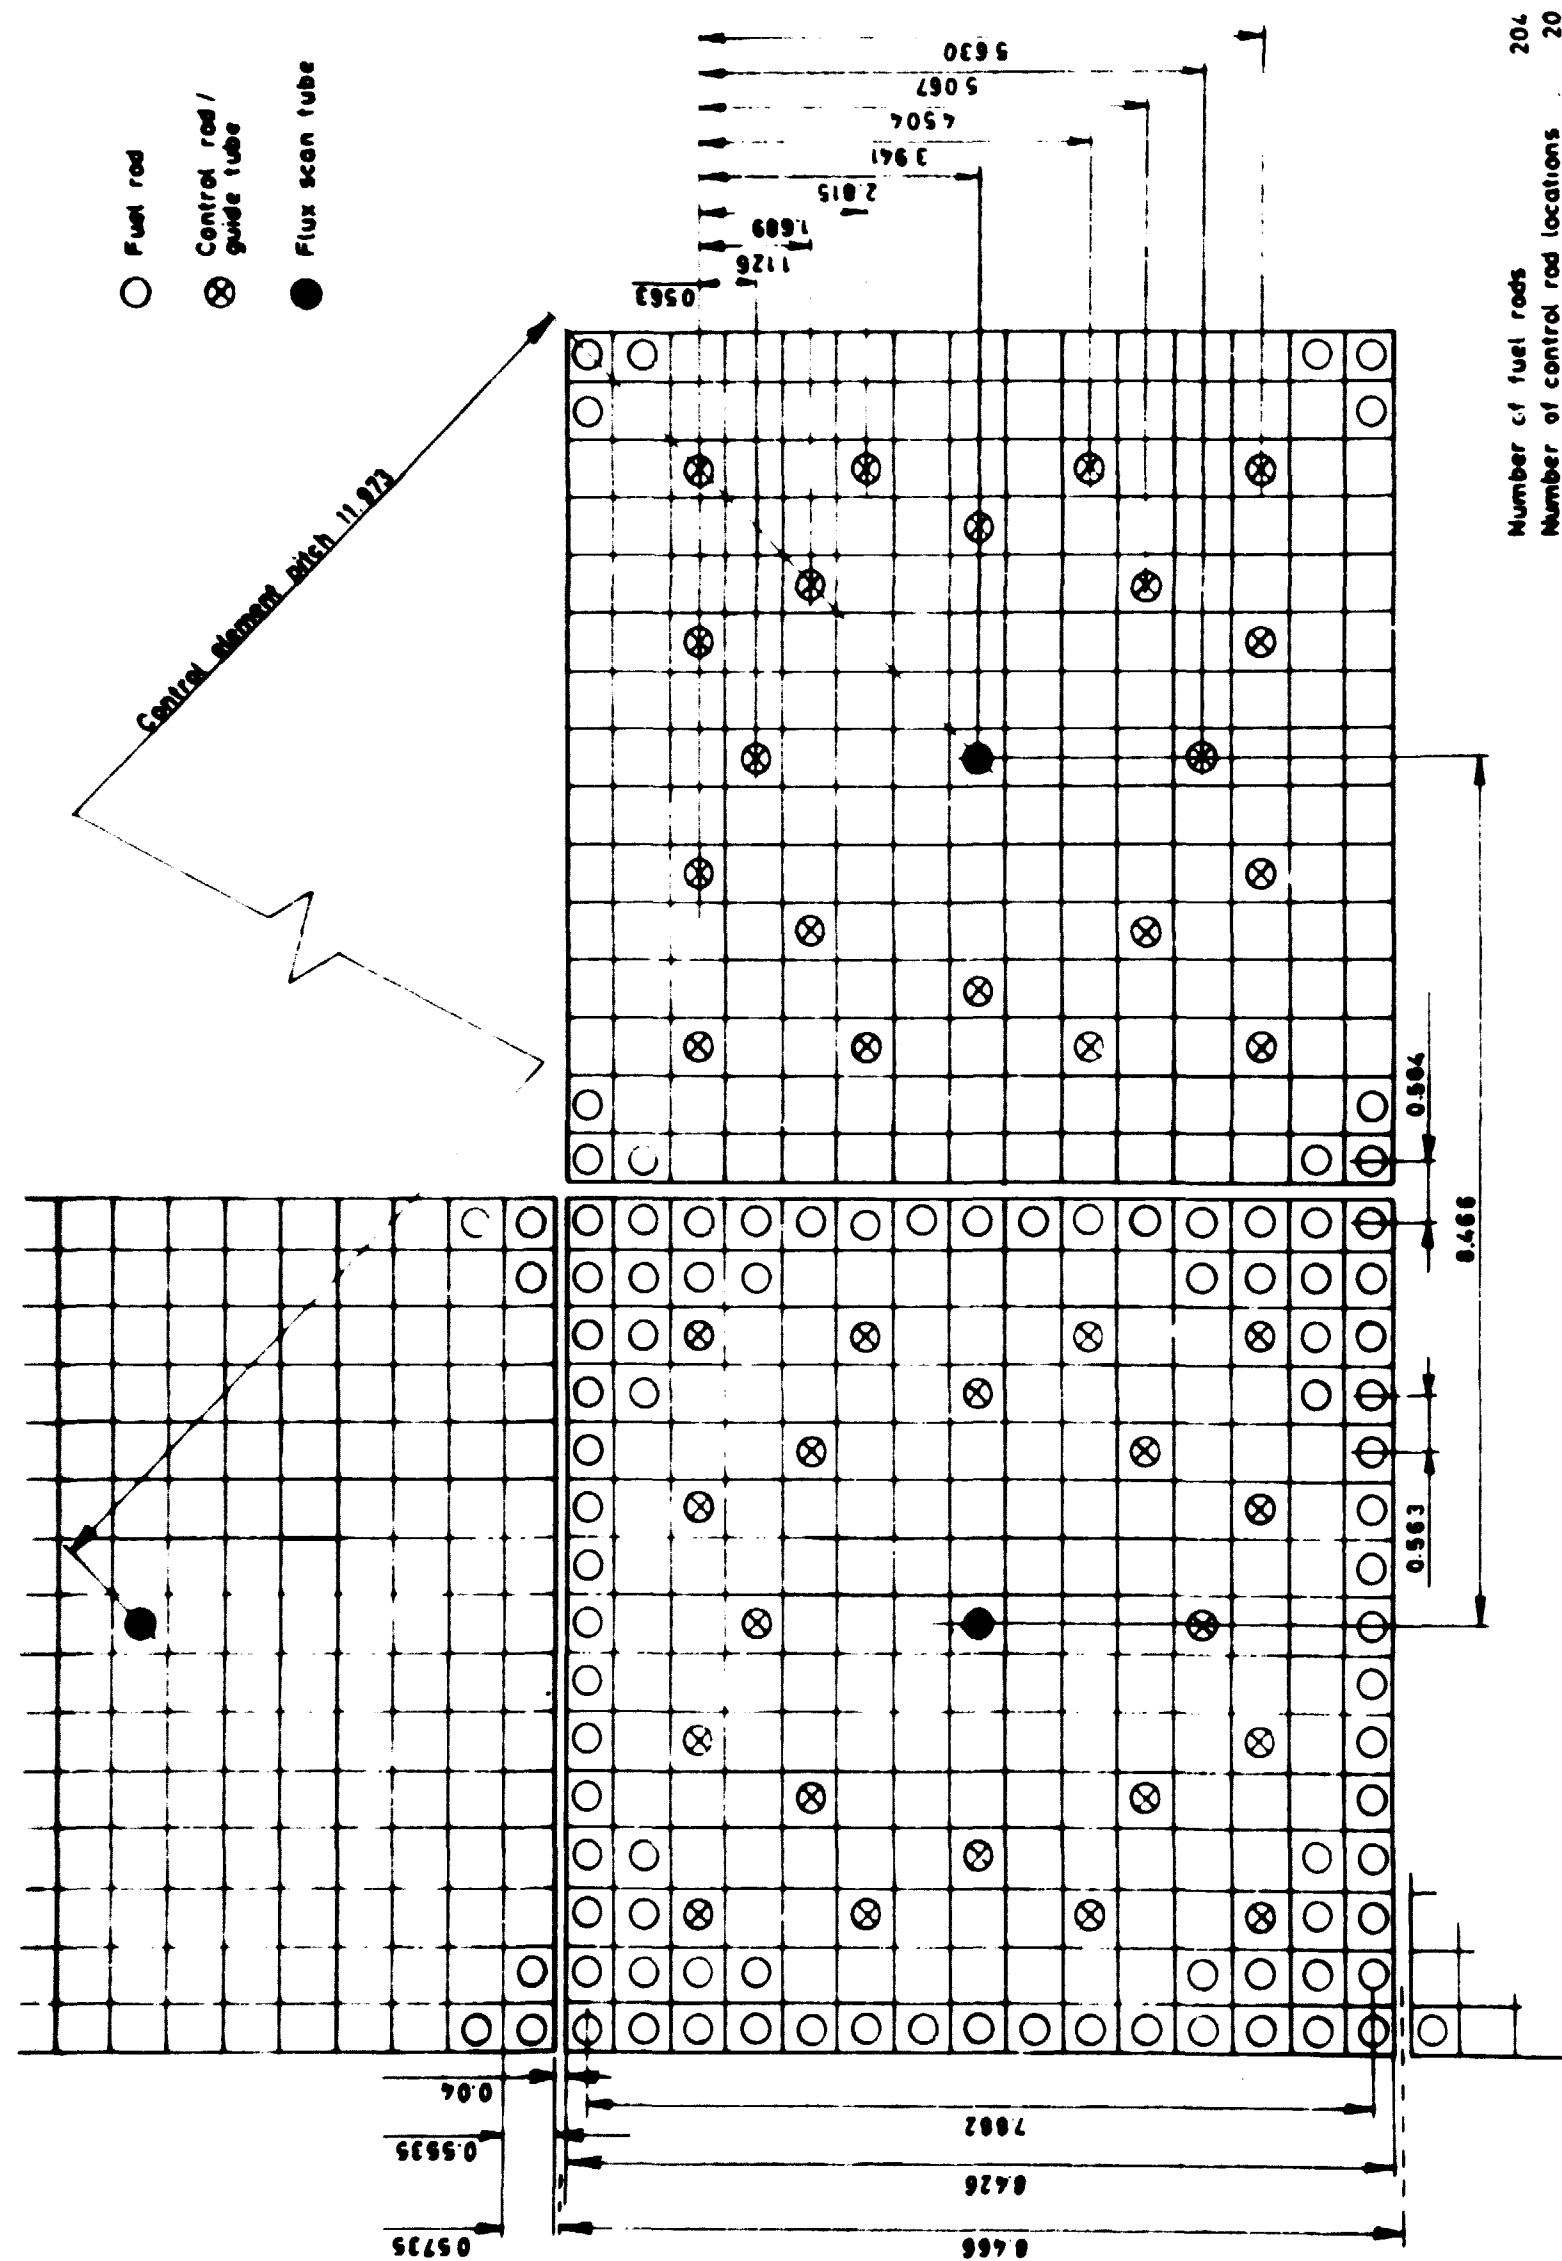 Fuel rod
Control rod /
guide tube
Flux scan tube
Control element pitch 11.973
0.563
1.126
1.689
2.815
3.941
4.504
5.067
5.630
0.584
8.466
0.563
0.04
0.5535
0.5735
7.882
8.426
8.466
Number of fuel rods 204
Number of control rod locations 20